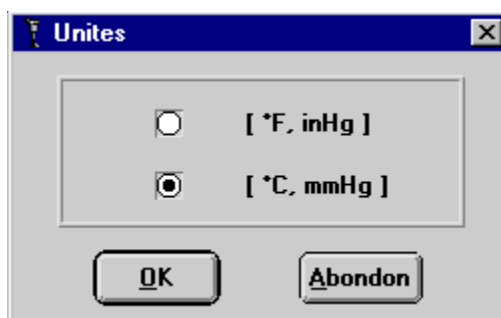 Unites
[ °F, inHg ]
[ °C, mmHg ]
OK Abondon